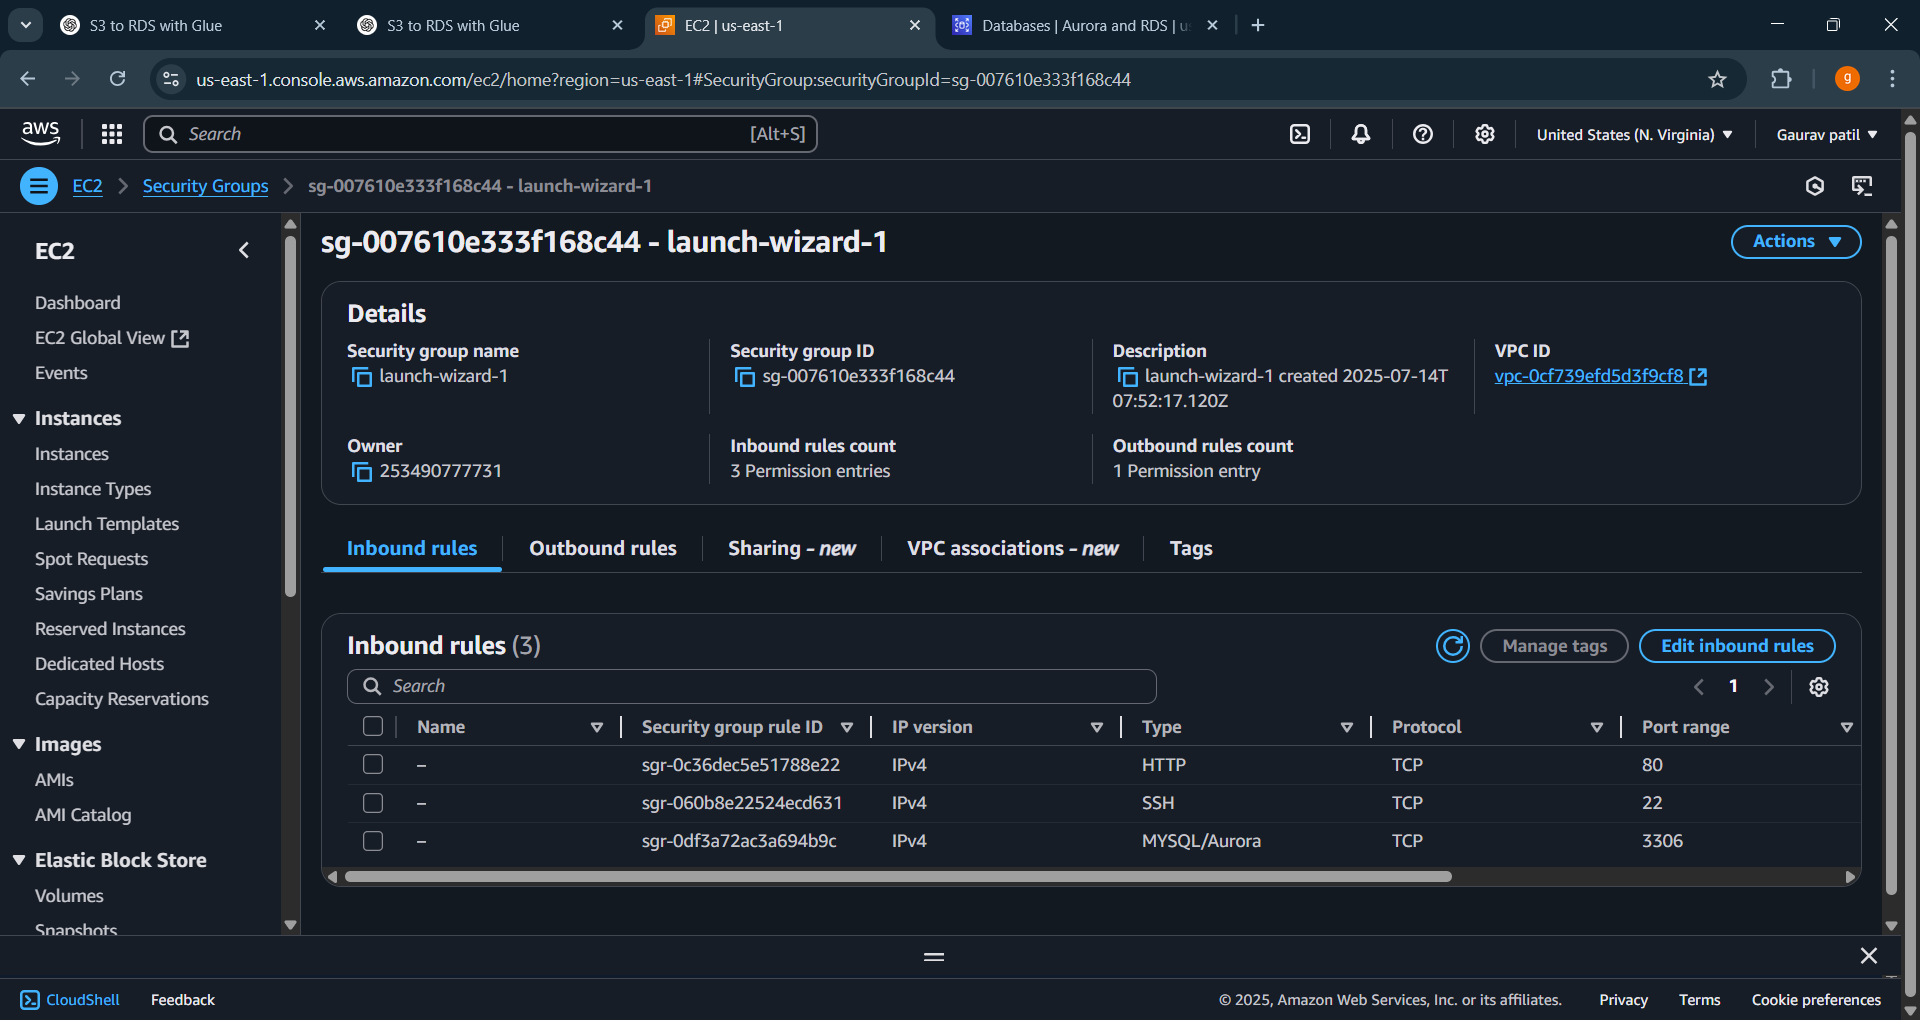 S3 to RDS with Glue
S3 to RDS with Glue
EC2 | us-east-1
Databases | Aurora and RDS | us
us-east-1.console.aws.amazon.com/ec2/home?region=us-east-1#SecurityGroup:securityGroupId=sg-007610e333f168c44
g
aws
Search
[Alt+S]
United States (N. Virginia)
Gaurav patil
EC2
Security Groups
sg-007610e333f168c44 - launch-wizard-1
EC2
Dashboard
EC2 Global View
Events
Instances
Instances
Instance Types
Launch Templates
Spot Requests
Savings Plans
Reserved Instances
Dedicated Hosts
Capacity Reservations
Images
AMIs
AMI Catalog
Elastic Block Store
Volumes
Snapshots
sg-007610e333f168c44 - launch-wizard-1
Actions
Details
Security group name
launch-wizard-1
Security group ID
sg-007610e333f168c44
Description
launch-wizard-1 created 2025-07-14T
07:52:17.120Z
VPC ID
vpc-0cf739efd5d3f9cf8
Owner
253490777731
Inbound rules count
3 Permission entries
Outbound rules count
1 Permission entry
Inbound rules
Outbound rules
Sharing - new
VPC associations - new
Tags
Inbound rules (3)
Manage tags
Edit inbound rules
Search
1
Name
Security group rule ID
IP version
Type
Protocol
Port range
– sgr-0c36dec5e51788e22 IPv4 HTTP TCP 80
– sgr-060b8e22524ecd631 IPv4 SSH TCP 22
– sgr-0df3a72ac3a694b9c IPv4 MYSQL/Aurora TCP 3306
CloudShell
Feedback
© 2025, Amazon Web Services, Inc. or its affiliates.
Privacy
Terms
Cookie preferences